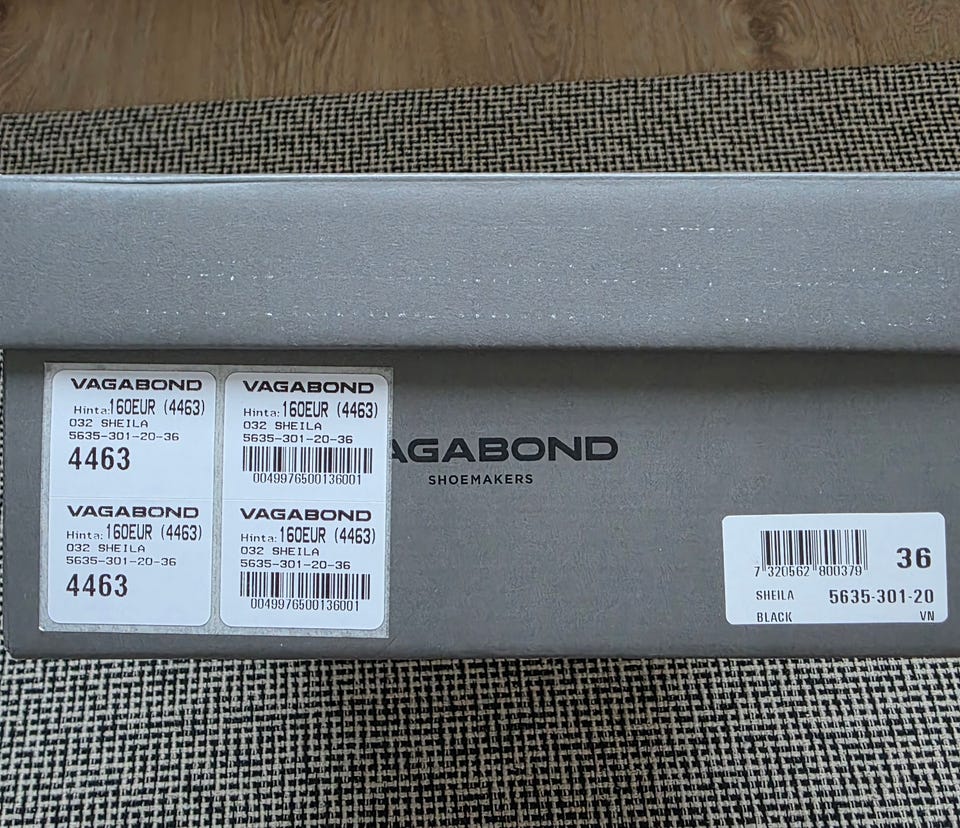 VAGABOND
Hinta:160EUR (4463)
032 SHEILA
5635-301-20-36
4463
VAGABOND
Hinta:160EUR (4463)
032 SHEILA
5635-301-20-36
0049976500136001
VAGABOND
Hinta:160EUR (4463)
032 SHEILA
5635-301-20-36
4463
VAGABOND
Hinta:160EUR (4463)
032 SHEILA
5635-301-20-36
0049976500136001
AGABOND
SHOEMAKERS
7 320562 800379
36
SHEILA 5635-301-20
BLACK VN